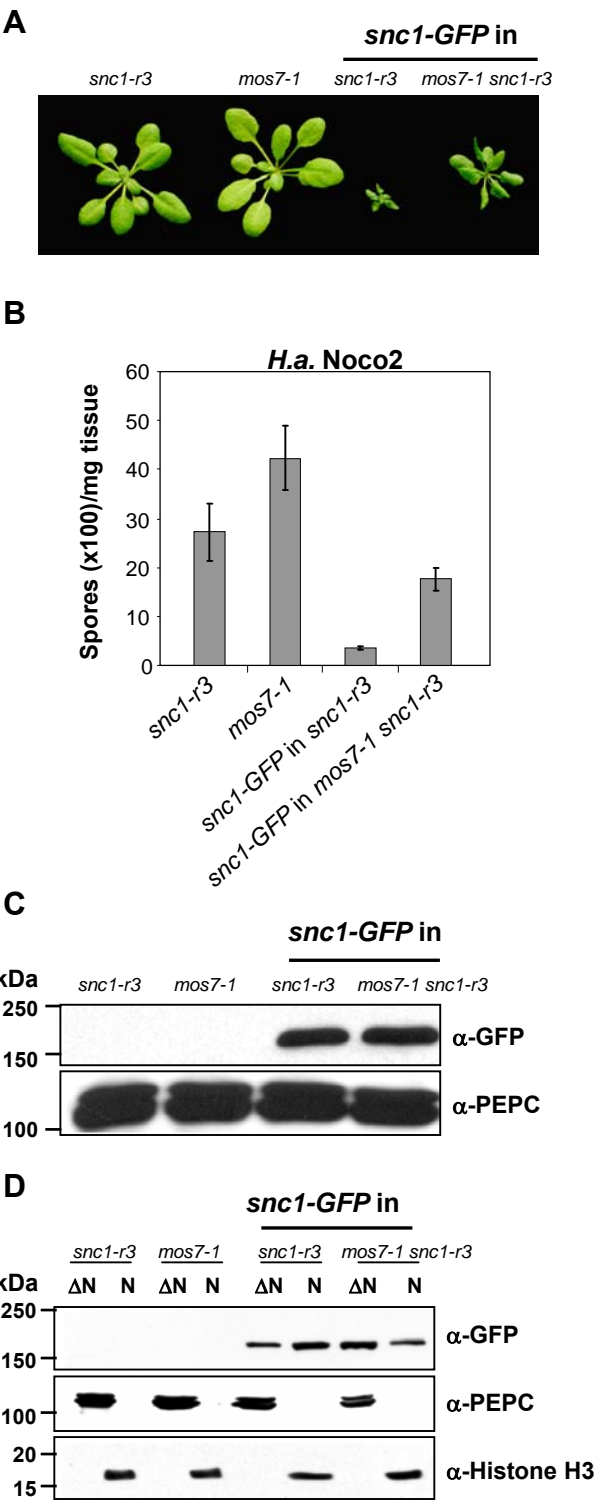 A
snc1-GFP in
snc1-r3 mos7-1 snc1-r3 mos7-1 snc1-r3
B
H.a. Noco2
Spores (x100)/mg tissue
60
50
40
30
20
10
0
snc1-r3
mos7-1
snc1-GFP in snc1-r3
snc1-GFP in mos7-1 snc1-r3
C
snc1-GFP in
kDa snc1-r3 mos7-1 snc1-r3 mos7-1 snc1-r3
250
150
α-GFP
100
α-PEPC
D
snc1-GFP in
snc1-r3 mos7-1 snc1-r3 mos7-1 snc1-r3
kDa ΔN N ΔN N ΔN N ΔN N
250
150
α-GFP
100
α-PEPC
20
15
α-Histone H3